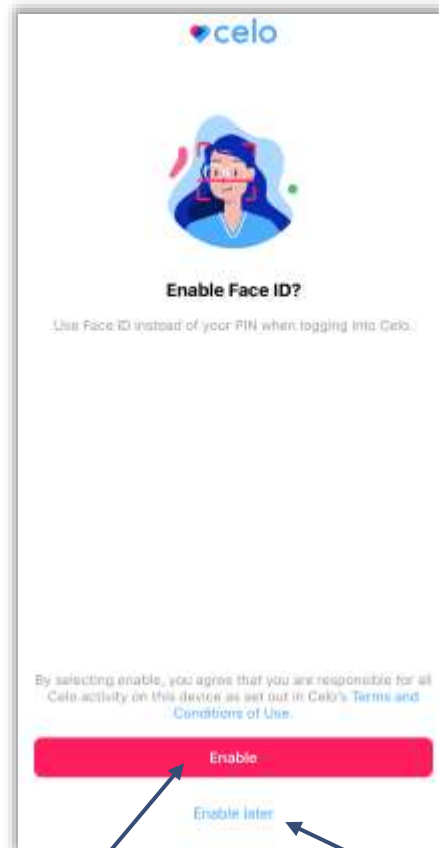 celo
Enable Face ID?
Use Face ID instead of your PIN when logging into Celo.
By selecting enable, you agree that you are responsible for all
Celo activity on this device as set out in Celo's Terms and
Conditions of Use.
Enable
Enable later